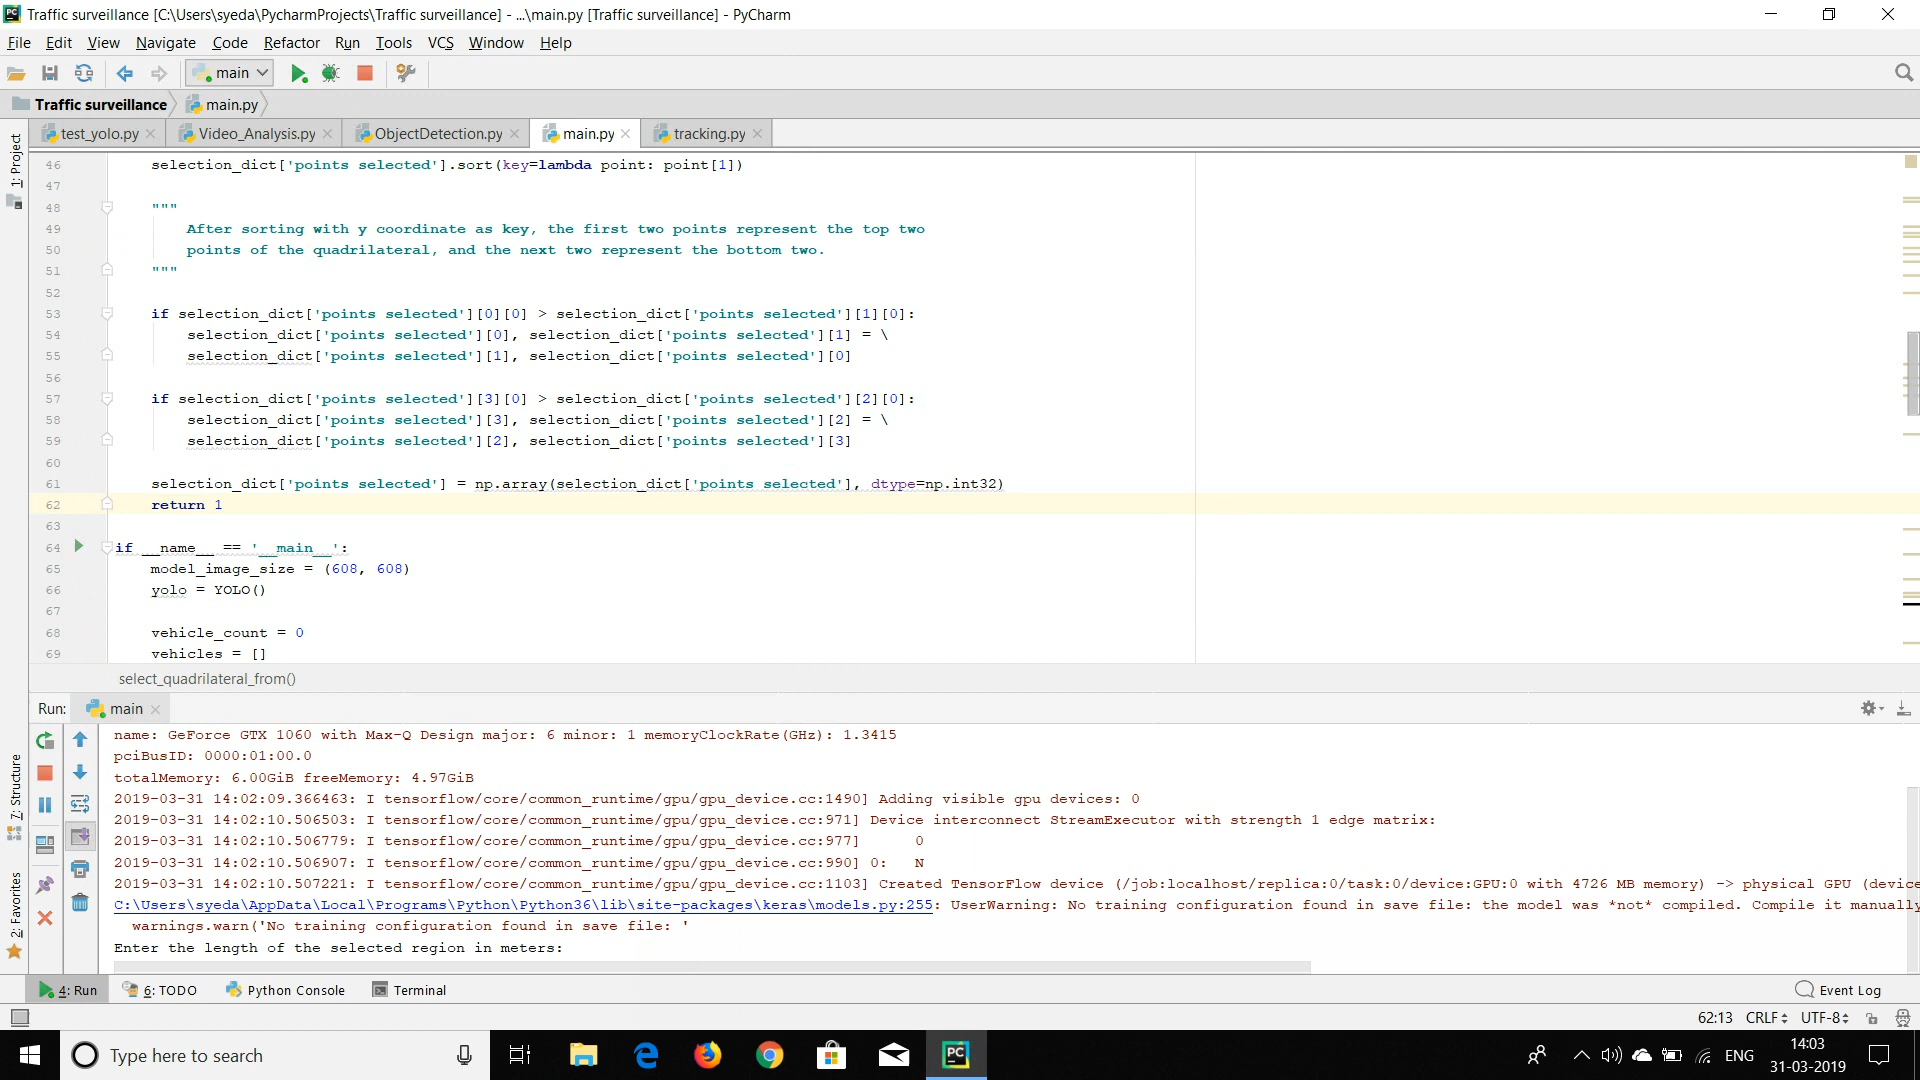 Traffic surveillance [C:\Users\syeda\PycharmProjects\Traffic surveillance] - ...\main.py [Traffic surveillance] - PyCharm
File Edit View Navigate Code Refactor Run Tools VCS Window Help
main
Traffic surveillance main.py
test_yolo.py Video_Analysis.py ObjectDetection.py main.py tracking.py
1: Project
46 selection_dict['points selected'].sort(key=lambda point: point[1])
47
48 """
49 After sorting with y coordinate as key, the first two points represent the top two
50 points of the quadrilateral, and the next two represent the bottom two.
51 """
52
53 if selection_dict['points selected'][0][0] > selection_dict['points selected'][1][0]:
54 selection_dict['points selected'][0], selection_dict['points selected'][1] = \
55 selection_dict['points selected'][1], selection_dict['points selected'][0]
56
57 if selection_dict['points selected'][3][0] > selection_dict['points selected'][2][0]:
58 selection_dict['points selected'][3], selection_dict['points selected'][2] = \
59 selection_dict['points selected'][2], selection_dict['points selected'][3]
60
61 selection_dict['points selected'] = np.array(selection_dict['points selected'], dtype=np.int32)
62 return 1
63
64 if __name__ == '__main__':
65 model_image_size = (608, 608)
66 yolo = YOLO()
67
68 vehicle_count = 0
69 vehicles = []
select_quadrilateral_from()
Run: main
name: GeForce GTX 1060 with Max-Q Design major: 6 minor: 1 memoryClockRate(GHz): 1.3415
pciBusID: 0000:01:00.0
totalMemory: 6.00GiB freeMemory: 4.97GiB
2019-03-31 14:02:09.366463: I tensorflow/core/common_runtime/gpu/gpu_device.cc:1490] Adding visible gpu devices: 0
2019-03-31 14:02:10.506503: I tensorflow/core/common_runtime/gpu/gpu_device.cc:971] Device interconnect StreamExecutor with strength 1 edge matrix:
2019-03-31 14:02:10.506779: I tensorflow/core/common_runtime/gpu/gpu_device.cc:977] 0
2019-03-31 14:02:10.506907: I tensorflow/core/common_runtime/gpu/gpu_device.cc:990] 0: N
2019-03-31 14:02:10.507221: I tensorflow/core/common_runtime/gpu/gpu_device.cc:1103] Created TensorFlow device (/job:localhost/replica:0/task:0/device:GPU:0 with 4726 MB memory) -> physical GPU (device
C:\Users\syeda\AppData\Local\Programs\Python\Python36\lib\site-packages\keras\models.py:255: UserWarning: No training configuration found in save file: the model was *not* compiled. Compile it manually
warnings.warn('No training configuration found in save file: '
Enter the length of the selected region in meters:
7: Structure
2: Favorites
4: Run 6: TODO Python Console Terminal Event Log
62:13 CRLF UTF-8
Type here to search
ENG
14:03
31-03-2019